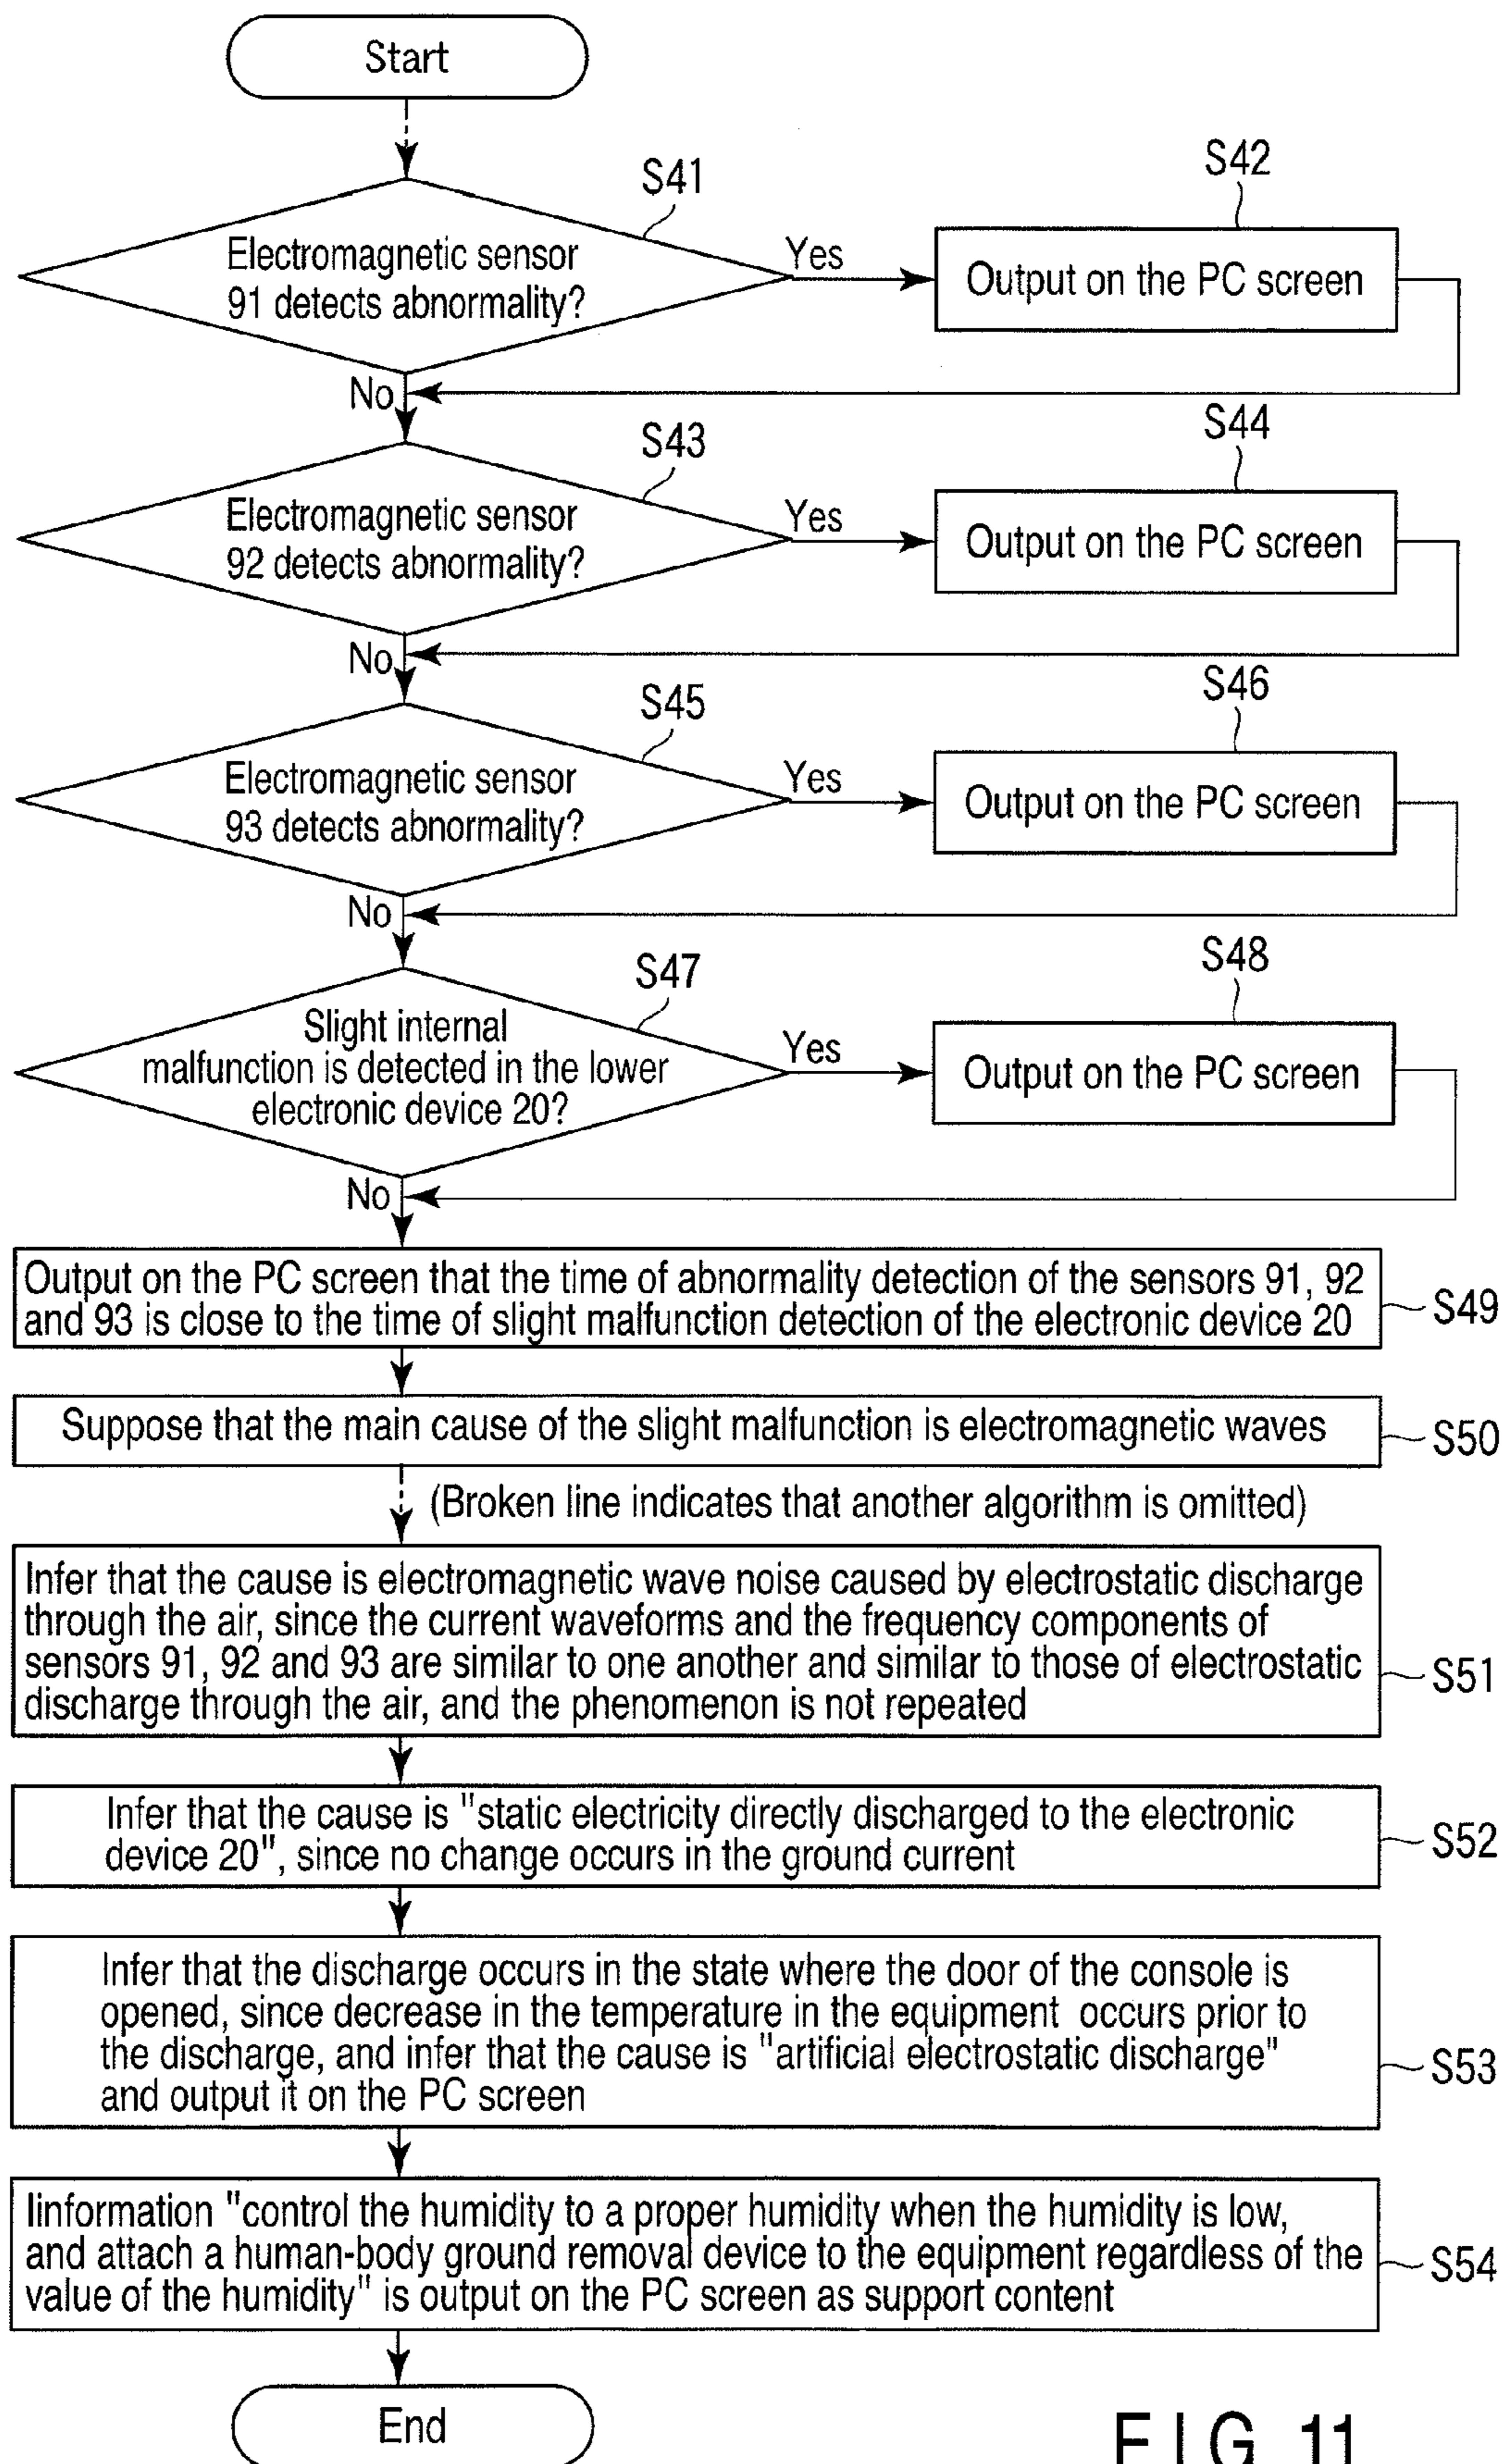 Start
S41
Electromagnetic sensor
91 detects abnormality?
Yes
S42
Output on the PC screen
No
S43
Electromagnetic sensor
92 detects abnormality?
Yes
S44
Output on the PC screen
No
S45
Electromagnetic sensor
93 detects abnormality?
Yes
S46
Output on the PC screen
No
S47
Slight internal
malfunction is detected in the lower
electronic device 20?
Yes
S48
Output on the PC screen
No
Output on the PC screen that the time of abnormality detection of the sensors 91, 92
and 93 is close to the time of slight malfunction detection of the electronic device 20
S49
Suppose that the main cause of the slight malfunction is electromagnetic waves
S50
(Broken line indicates that another algorithm is omitted)
Infer that the cause is electromagnetic wave noise caused by electrostatic discharge
through the air, since the current waveforms and the frequency components of
sensors 91, 92 and 93 are similar to one another and similar to those of electrostatic
discharge through the air, and the phenomenon is not repeated
S51
Infer that the cause is "static electricity directly discharged to the electronic
device 20", since no change occurs in the ground current
S52
Infer that the discharge occurs in the state where the door of the console is
opened, since decrease in the temperature in the equipment occurs prior to
the discharge, and infer that the cause is "artificial electrostatic discharge"
and output it on the PC screen
S53
Iinformation "control the humidity to a proper humidity when the humidity is low,
and attach a human-body ground removal device to the equipment regardless of the
value of the humidity" is output on the PC screen as support content
S54
End
FIG. 11